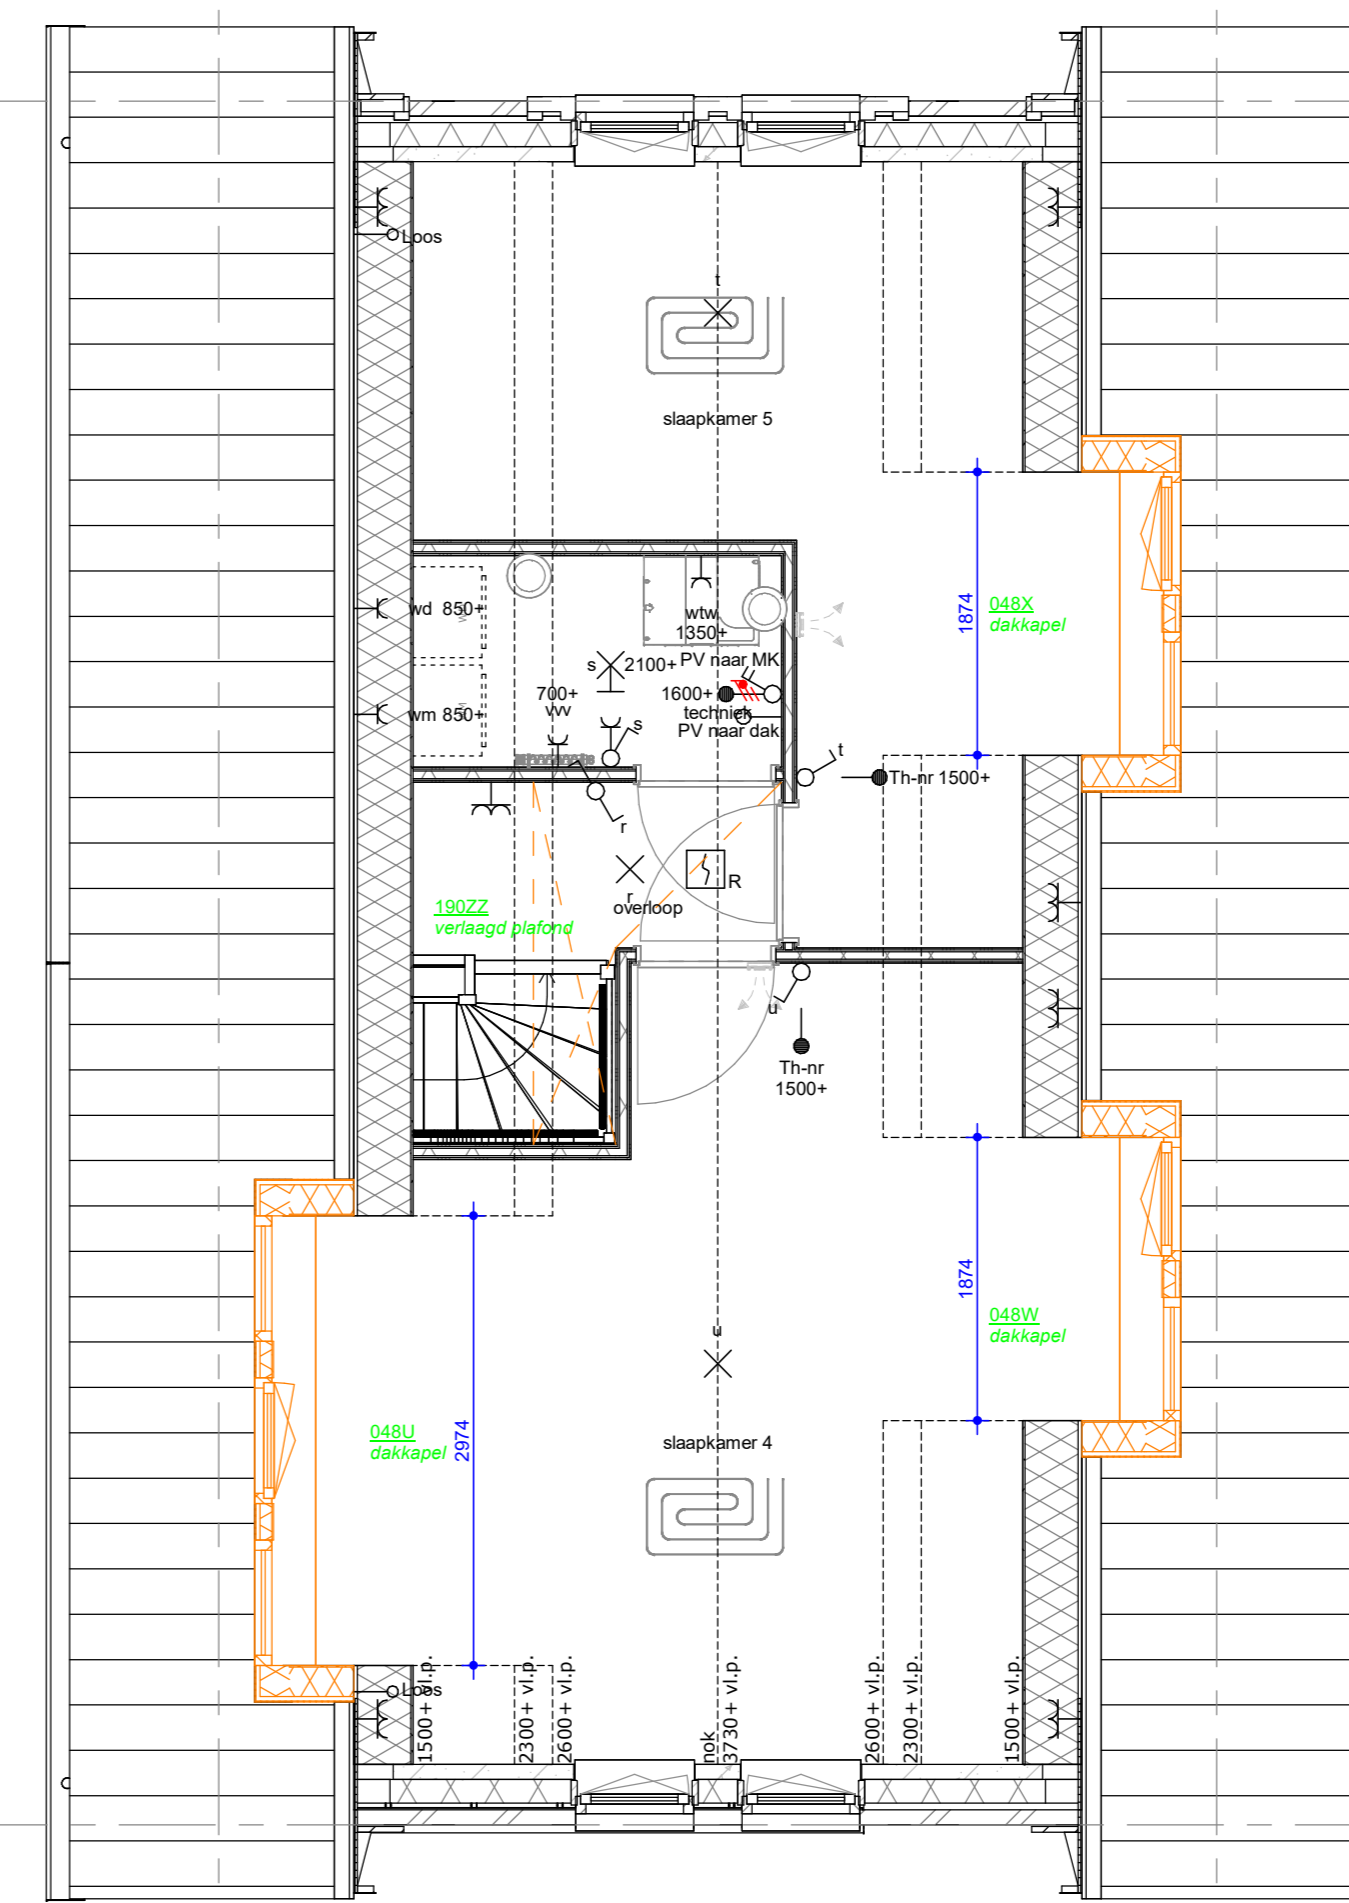 Loos
t
slaapkamer 5
1874
048X
dakkapel
wd 850+
wtw
1350+
s
2100+
PV naar MK
700+
vvv
1600+
techniek
PV naar dak
wm 850+
s
t
Th-nr 1500+
r
R
r
overloop
190ZZ
verlaagd plafond
u
Th-nr
1500+
1874
048W
dakkapel
u
048U
dakkapel
2974
slaapkamer 4
Loos
1500+ vl.p.
2300+ vl.p.
2600+ vl.p.
nok
3730+ vl.p.
2600+ vl.p.
2300+ vl.p.
1500+ vl.p.